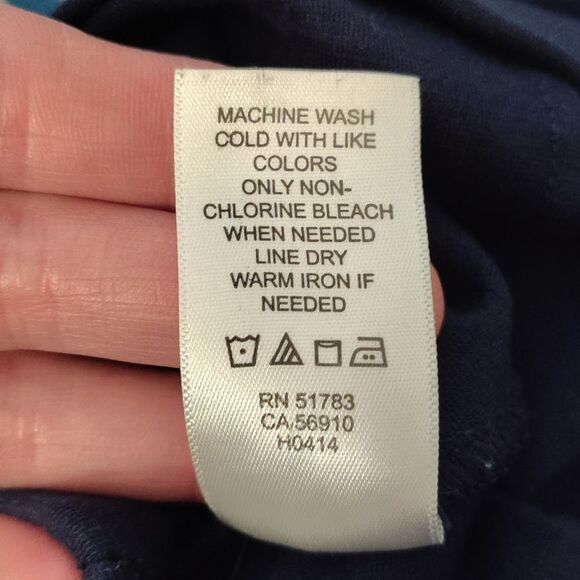 MACHINE WASH
COLD WITH LIKE
COLORS
ONLY NON-
CHLORINE BLEACH
WHEN NEEDED
LINE DRY
WARM IRON IF
NEEDED
RN 51783
CA 56910
H0414